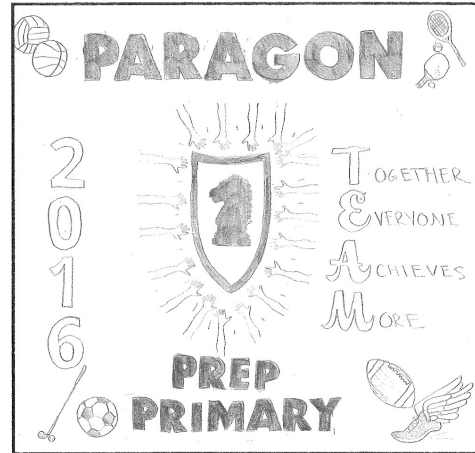 PARAGON
2016
TOGETHER
EVERYONE
ACHIEVES
MORE
PREP
PRIMARY